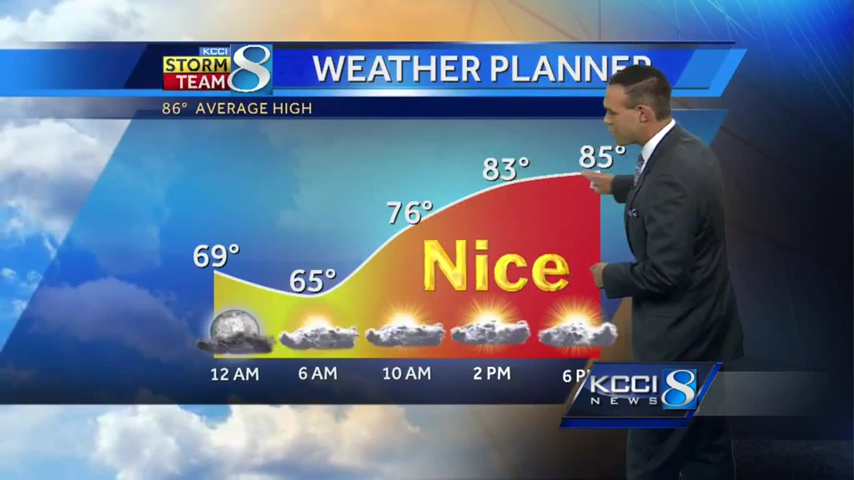 KCCI
STORM
TEAM 8
WEATHER PLANNER
86° AVERAGE HIGH
69° 65° 76° 83° 85°
Nice
12 AM 6 AM 10 AM 2 PM 6 P
KCCI 8
NEWS